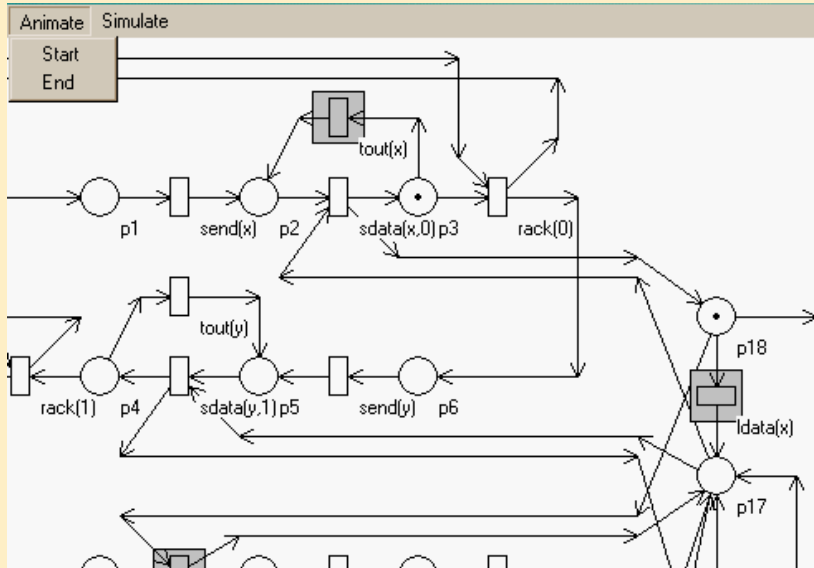 Animate Simulate
Start
End
tout(x)
p1 send(x) p2 sdata(x,0) p3 rack(0)
tout(y)
p18
rack(1) p4 sdata(y,1) p5 send(y) p6
ldata(x)
p17